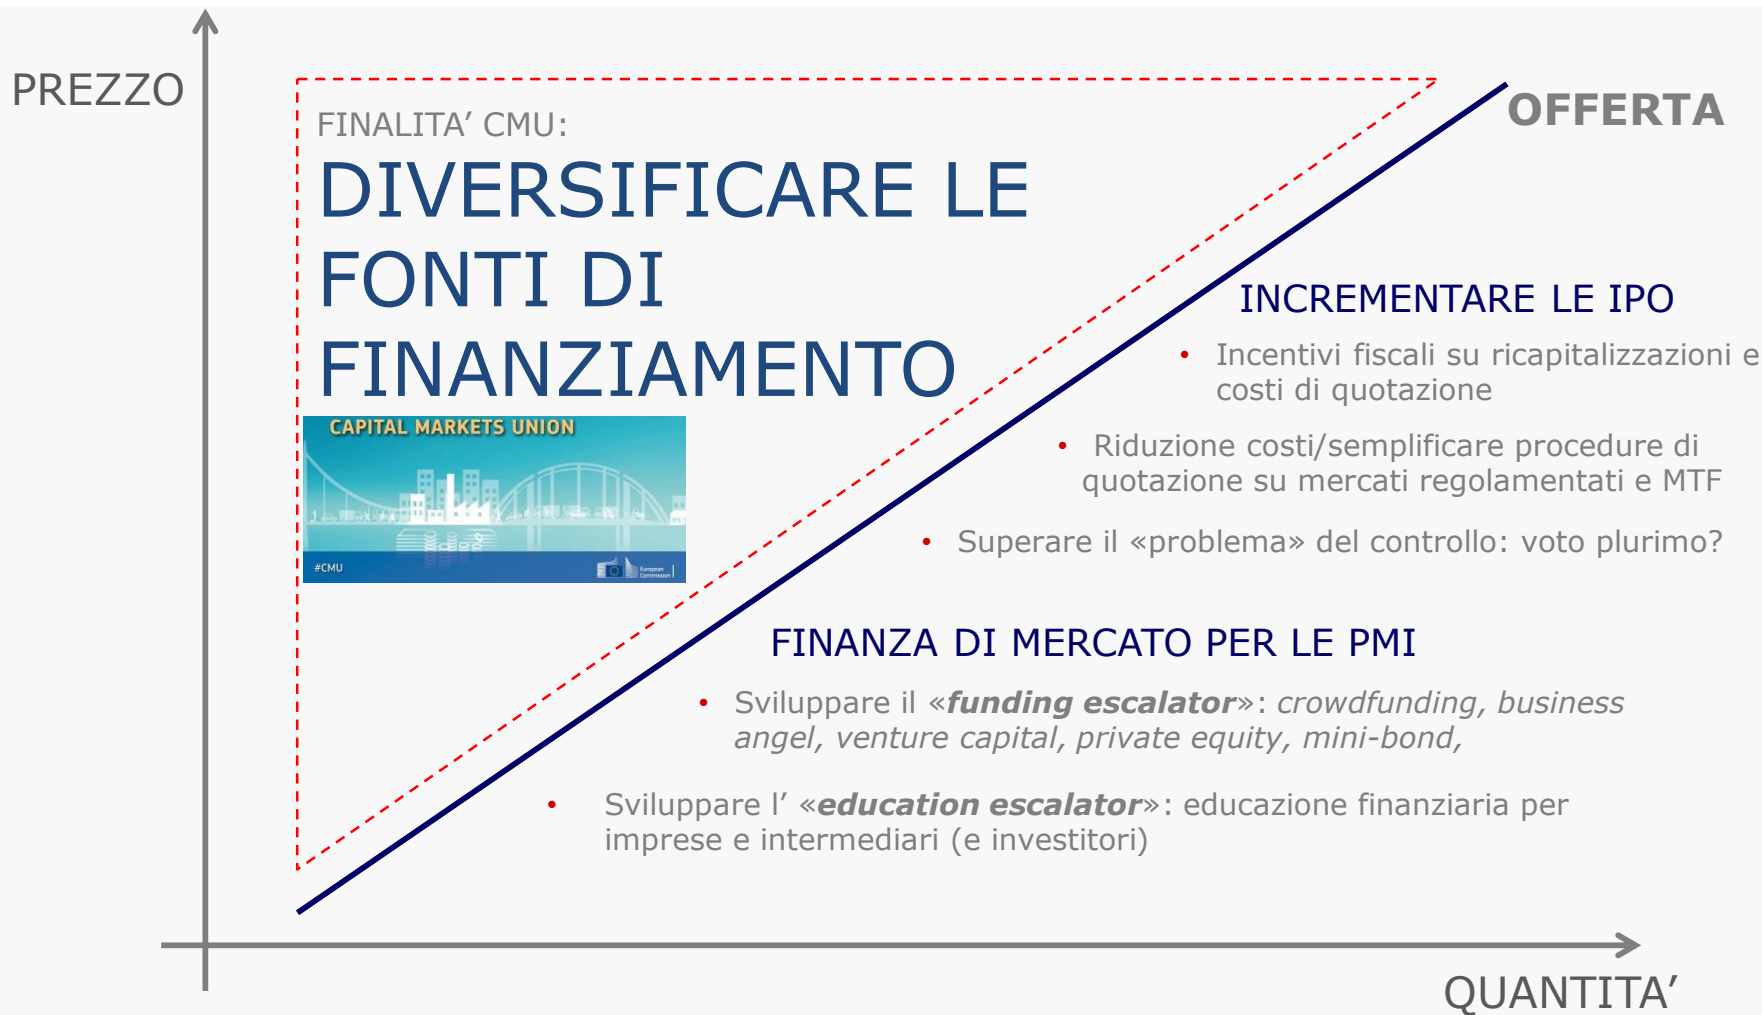 PREZZO
OFFERTA
FINALITA’ CMU:
DIVERSIFICARE LE
FONTI DI
FINANZIAMENTO
CAPITAL MARKETS UNION
#CMU
European
Commission
INCREMENTARE LE IPO
• Incentivi fiscali su ricapitalizzazioni e
costi di quotazione
• Riduzione costi/semplificare procedure di
quotazione su mercati regolamentati e MTF
• Superare il «problema» del controllo: voto plurimo?
FINANZA DI MERCATO PER LE PMI
• Sviluppare il «funding escalator»: crowdfunding, business
angel, venture capital, private equity, mini-bond,
• Sviluppare l’ «education escalator»: educazione finanziaria per
imprese e intermediari (e investitori)
QUANTITA’